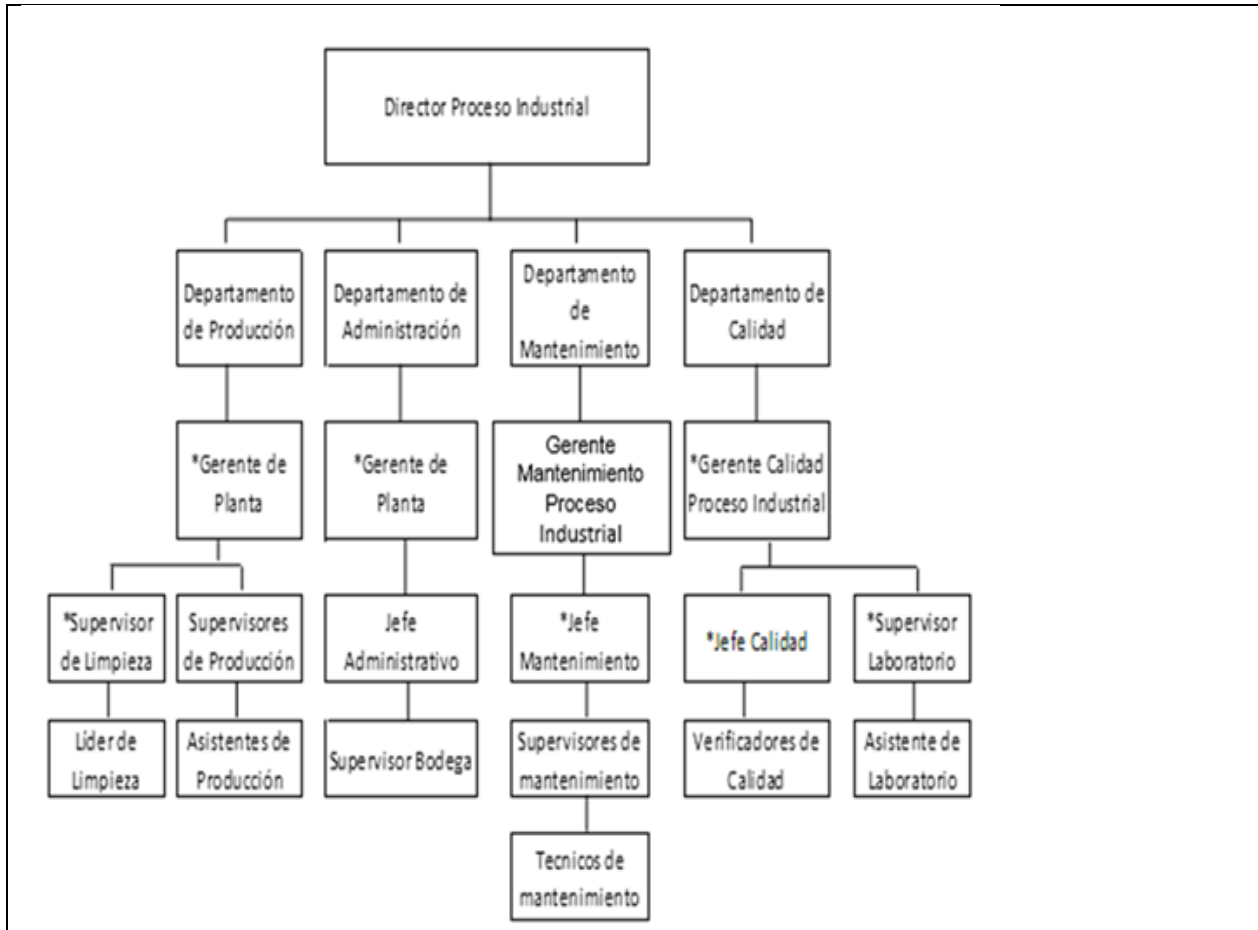 Director Proceso Industrial
Departamento
de Producción
Departamento de
Administración
Departamento
de
Mantenimiento
Departamento de
Calidad
*Gerente de
Planta
*Gerente de
Planta
Gerente
Mantenimiento
Proceso
Industrial
*Gerente Calidad
Proceso Industrial
*Supervisor
de Limpieza
Supervisores
de Producción
Jefe
Administrativo
*Jefe
Mantenimiento
*Jefe Calidad
*Supervisor
Laboratorio
Líder de
Limpieza
Asistentes de
Producción
Supervisor Bodega
Supervisores de
mantenimiento
Verificadores de
Calidad
Asistente de
Laboratorio
Tecnicos de
mantenimiento